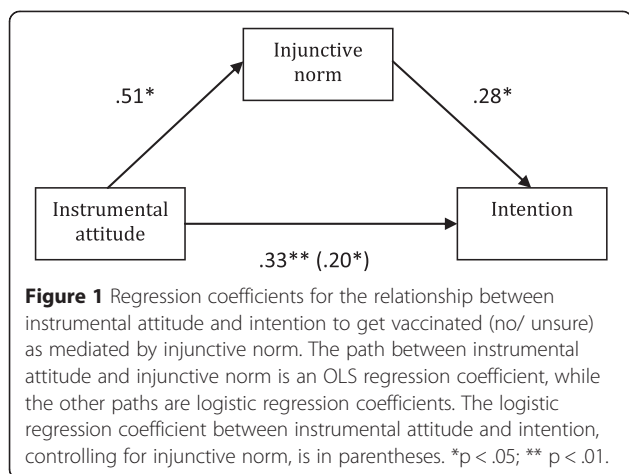 Injunctive
norm
.51*
.28*
Instrumental
attitude
Intention
.33** (.20*)
Figure 1 Regression coefficients for the relationship between
instrumental attitude and intention to get vaccinated (no/ unsure)
as mediated by injunctive norm. The path between instrumental
attitude and injunctive norm is an OLS regression coefficient, while
the other paths are logistic regression coefficients. The logistic
regression coefficient between instrumental attitude and intention,
controlling for injunctive norm, is in parentheses. *p < .05; ** p < .01.